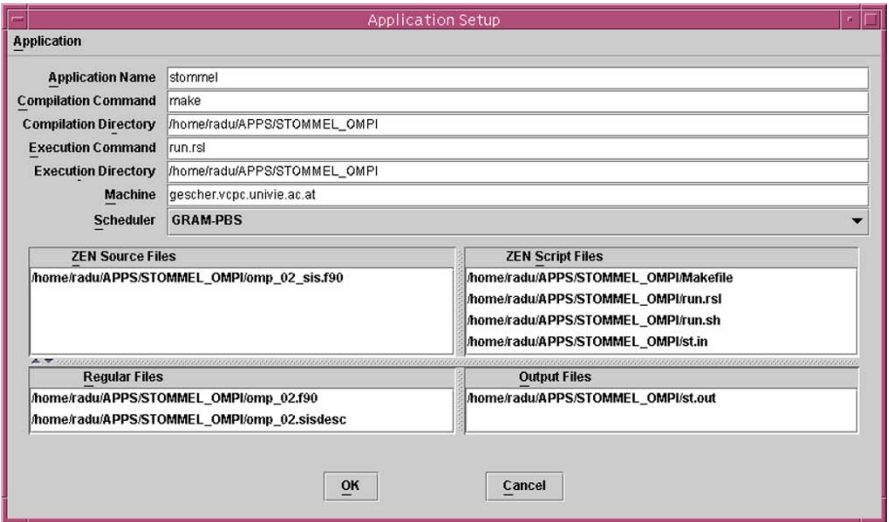 Application Setup
Application
Application Name stommel
Compilation Command make
Compilation Directory /home/radu/APPS/STOMMEL_OMPI
Execution Command run.rsl
Execution Directory /home/radu/APPS/STOMMEL_OMPI
Machine gescher.vcpc.univie.ac.at
Scheduler GRAM-PBS
ZEN Source Files
/home/radu/APPS/STOMMEL_OMPI/omp_02_sis.f90
ZEN Script Files
/home/radu/APPS/STOMMEL_OMPI/Makefile
/home/radu/APPS/STOMMEL_OMPI/run.rsl
/home/radu/APPS/STOMMEL_OMPI/run.sh
/home/radu/APPS/STOMMEL_OMPI/st.in
Regular Files
/home/radu/APPS/STOMMEL_OMPI/omp_02.f90
/home/radu/APPS/STOMMEL_OMPI/omp_02.sisdesc
Output Files
/home/radu/APPS/STOMMEL_OMPI/st.out
OK
Cancel